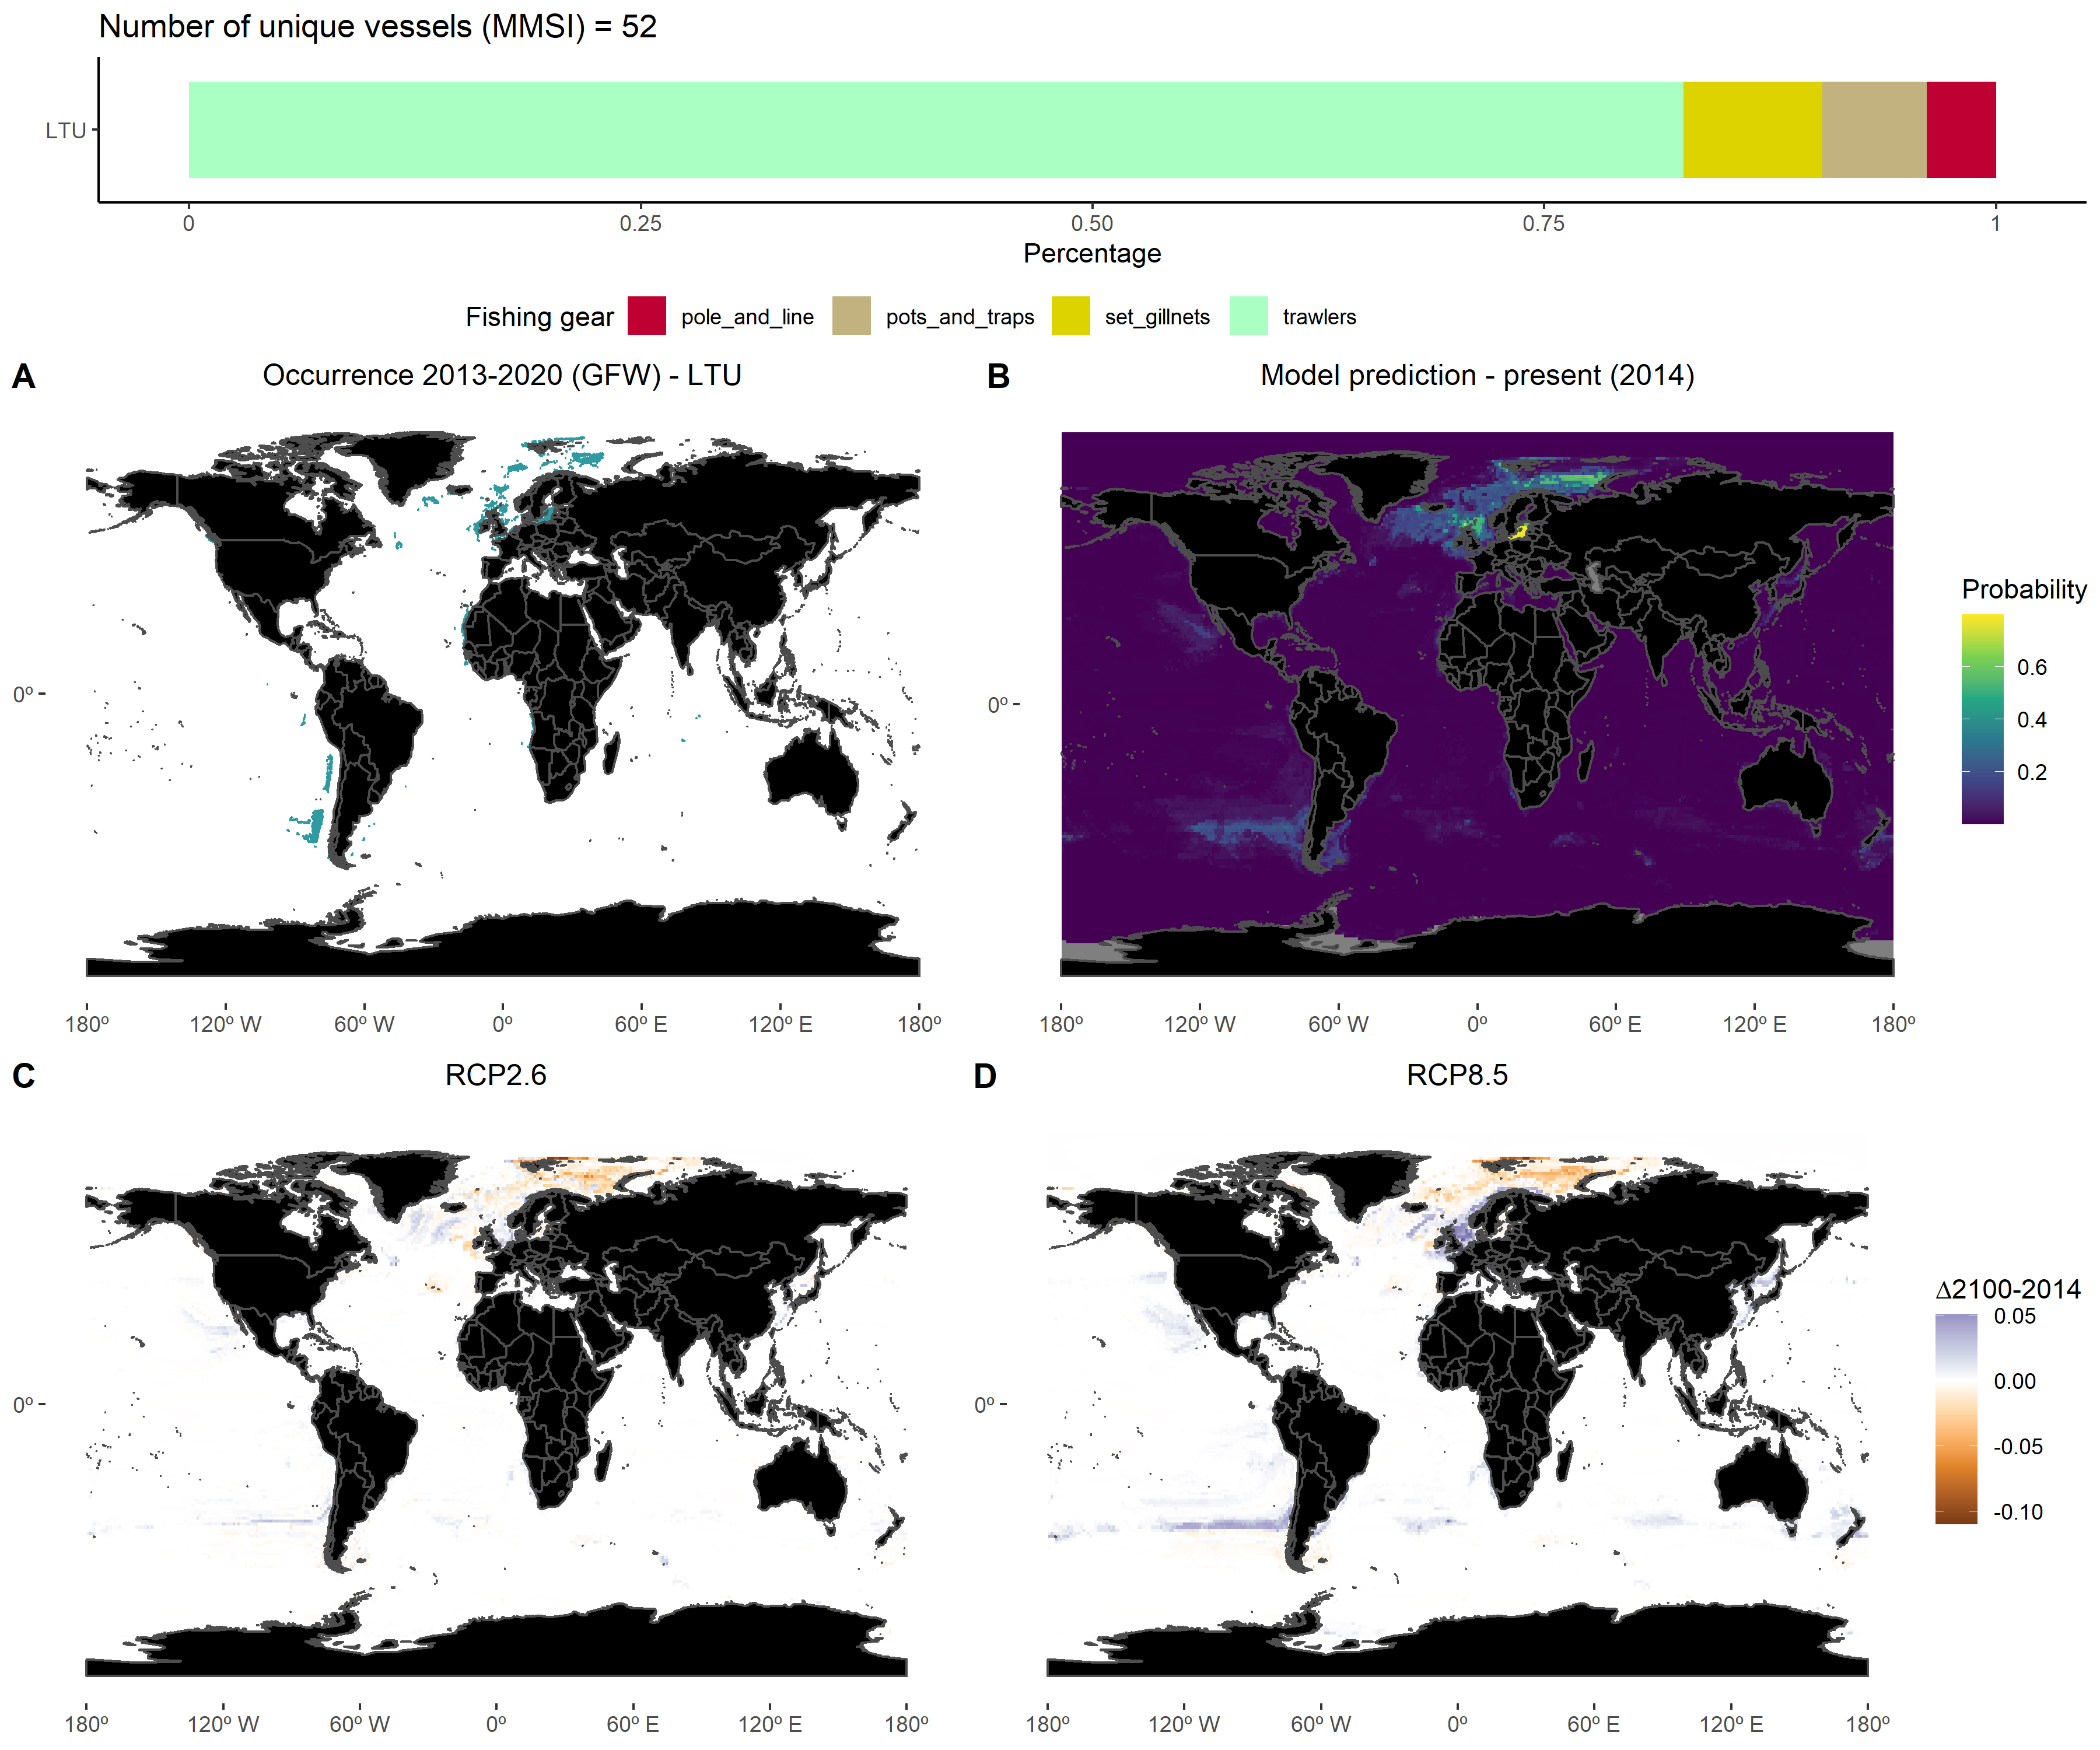 Number of unique vessels (MMSI) = 52
LTU
0 0.25 0.50 0.75 1
Percentage
Fishing gear pole_and_line pots_and_traps set_gillnets trawlers
A Occurrence 2013-2020 (GFW) - LTU
0º
180º 120º W 60º W 0º 60º E 120º E 180º
B Model prediction - present (2014)
0º
180º 120º W 60º W 0º 60º E 120º E 180º
Probability
0.6
0.4
0.2
C RCP2.6
0º
180º 120º W 60º W 0º 60º E 120º E 180º
D RCP8.5
0º
180º 120º W 60º W 0º 60º E 120º E 180º
Δ2100-2014
0.05
0.00
-0.05
-0.10